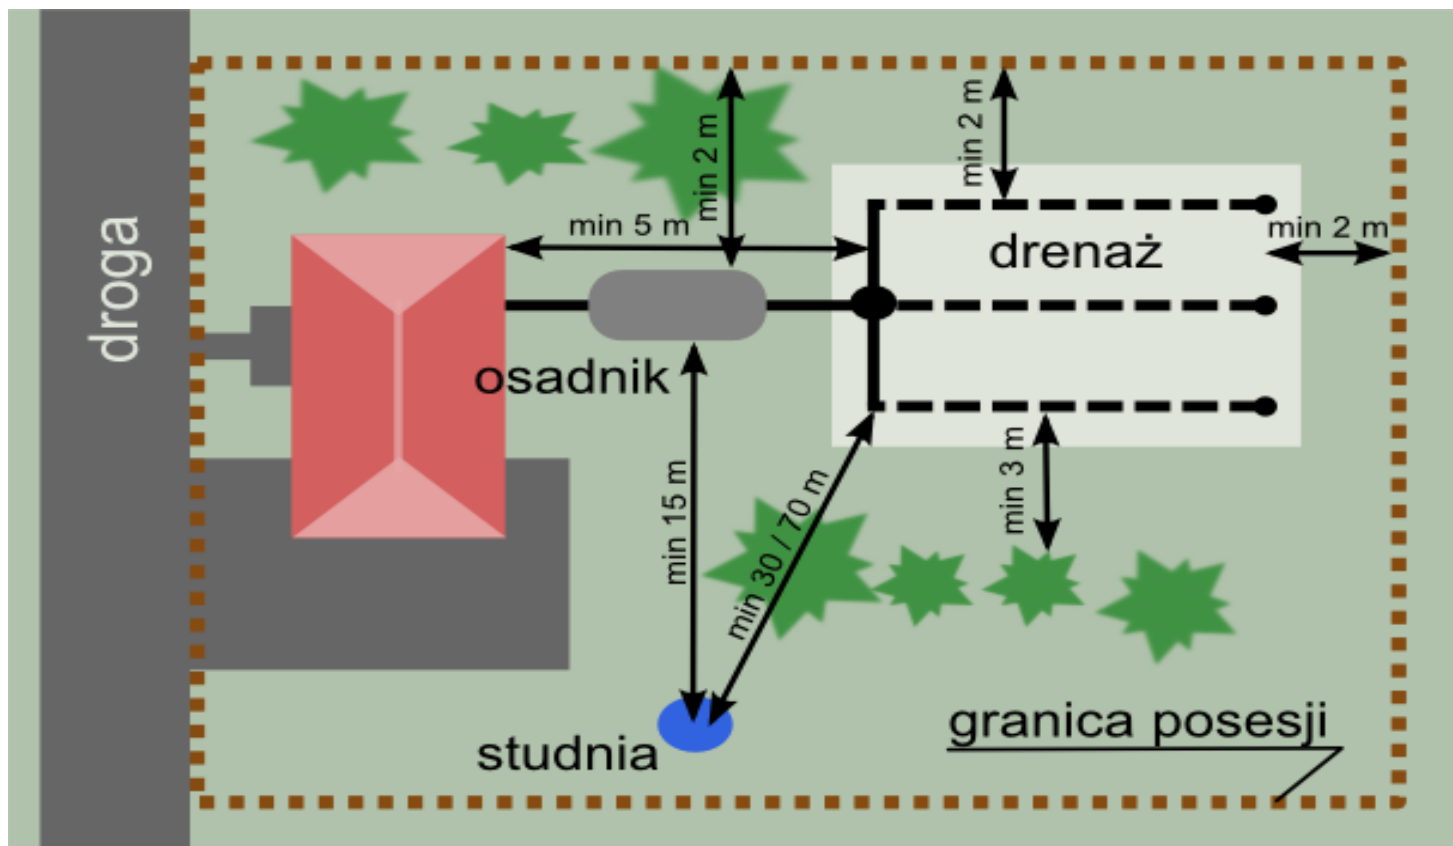 droga
min 2 m
min 2 m
min 5 m
min 2 m
drenaż
osadnik
min 15 m
min 30 / 70 m
min 3 m
granica posesji
studnia